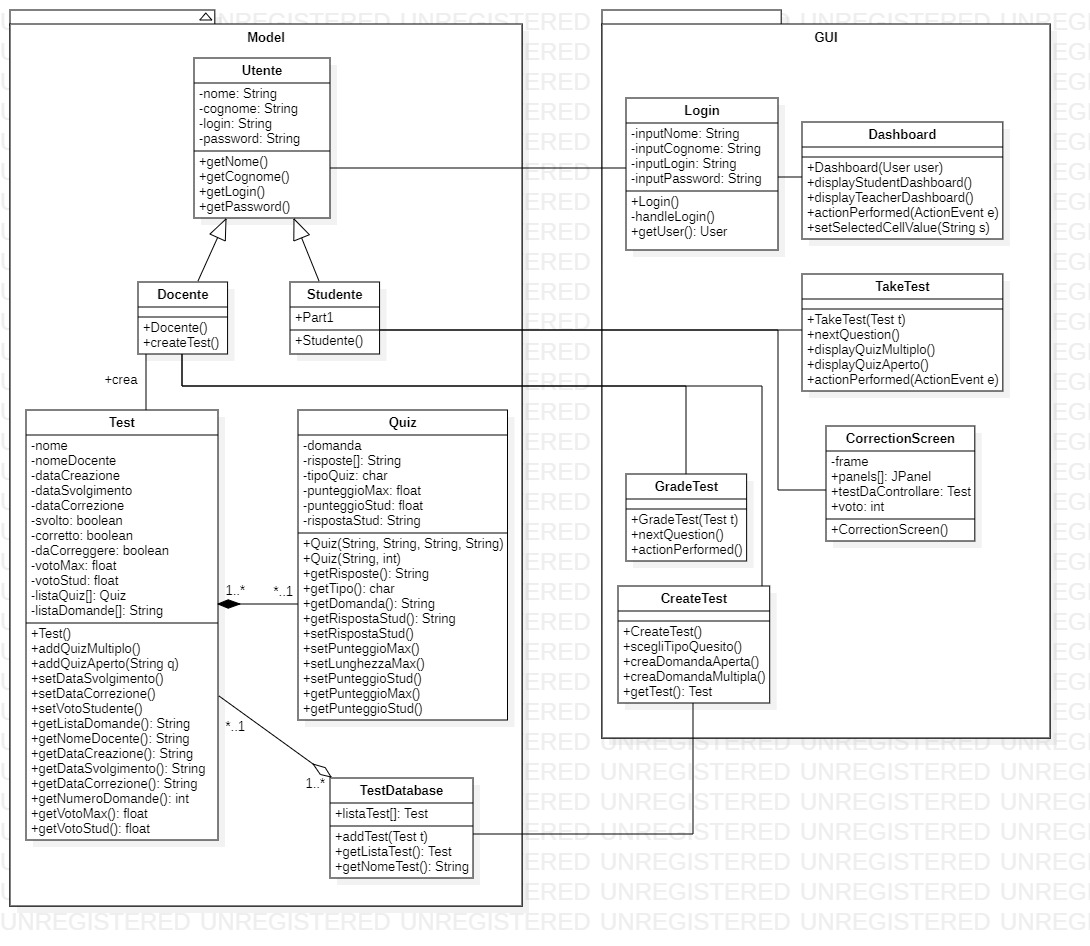 Model
Utente
-nome: String
-cognome: String
-login: String
-password: String
+getNome()
+getCognome()
+getLogin()
+getPassword()
Docente
+Docente()
+createTest()
Studente
+Part1
+Studente()
+crea
Test
-nome
-nomeDocente
-dataCreazione
-dataSvolgimento
-dataCorrezione
-svolto: boolean
-corretto: boolean
-daCorreggere: boolean
-votoMax: float
-votoStud: float
-listaQuiz[]: Quiz
-listaDomande[]: String
+Test()
+addQuizMultiplo()
+addQuizAperto(String q)
+setDataSvolgimento()
+setDataCorrezione()
+setVotoStudente()
+getListaDomande(): String
+getNomeDocente(): String
+getDataCreazione(): String
+getDataSvolgimento(): String
+getDataCorrezione(): String
+getNumeroDomande(): int
+getVotoMax(): float
+getVotoStud(): float
1..*
*..1
Quiz
-domanda
-risposte[]: String
-tipoQuiz: char
-punteggioMax: float
-punteggioStud: float
-rispostaStud: String
+Quiz(String, String, String, String)
+Quiz(String, int)
+getRisposte(): String
+getTipo(): char
+getDomanda(): String
+getRispostaStud(): String
+setRispostaStud()
+setPunteggioMax()
+setLunghezzaMax()
+setPunteggioStud()
+getPunteggioMax()
+getPunteggioStud()
*..1
1..*
TestDatabase
+listaTest[]: Test
+addTest(Test t)
+getListaTest(): Test
+getNomeTest(): String
GUI
Login
-inputNome: String
-inputCognome: String
-inputLogin: String
-inputPassword: String
+Login()
-handleLogin()
+getUser(): User
Dashboard
+Dashboard(User user)
+displayStudentDashboard()
+displayTeacherDashboard()
+actionPerformed(ActionEvent e)
+setSelectedCellValue(String s)
TakeTest
+TakeTest(Test t)
+nextQuestion()
+displayQuizMultiplo()
+displayQuizAperto()
+actionPerformed(ActionEvent e)
CorrectionScreen
-frame
+panels[]: JPanel
+testDaControllare: Test
+voto: int
+CorrectionScreen()
GradeTest
+GradeTest(Test t)
+nextQuestion()
+actionPerformed()
CreateTest
+CreateTest()
+scegliTipoQuesito()
+creaDomandaAperta()
+creaDomandaMultipla()
+getTest(): Test
UNREGISTERED UNREGISTERED UNREGISTERED